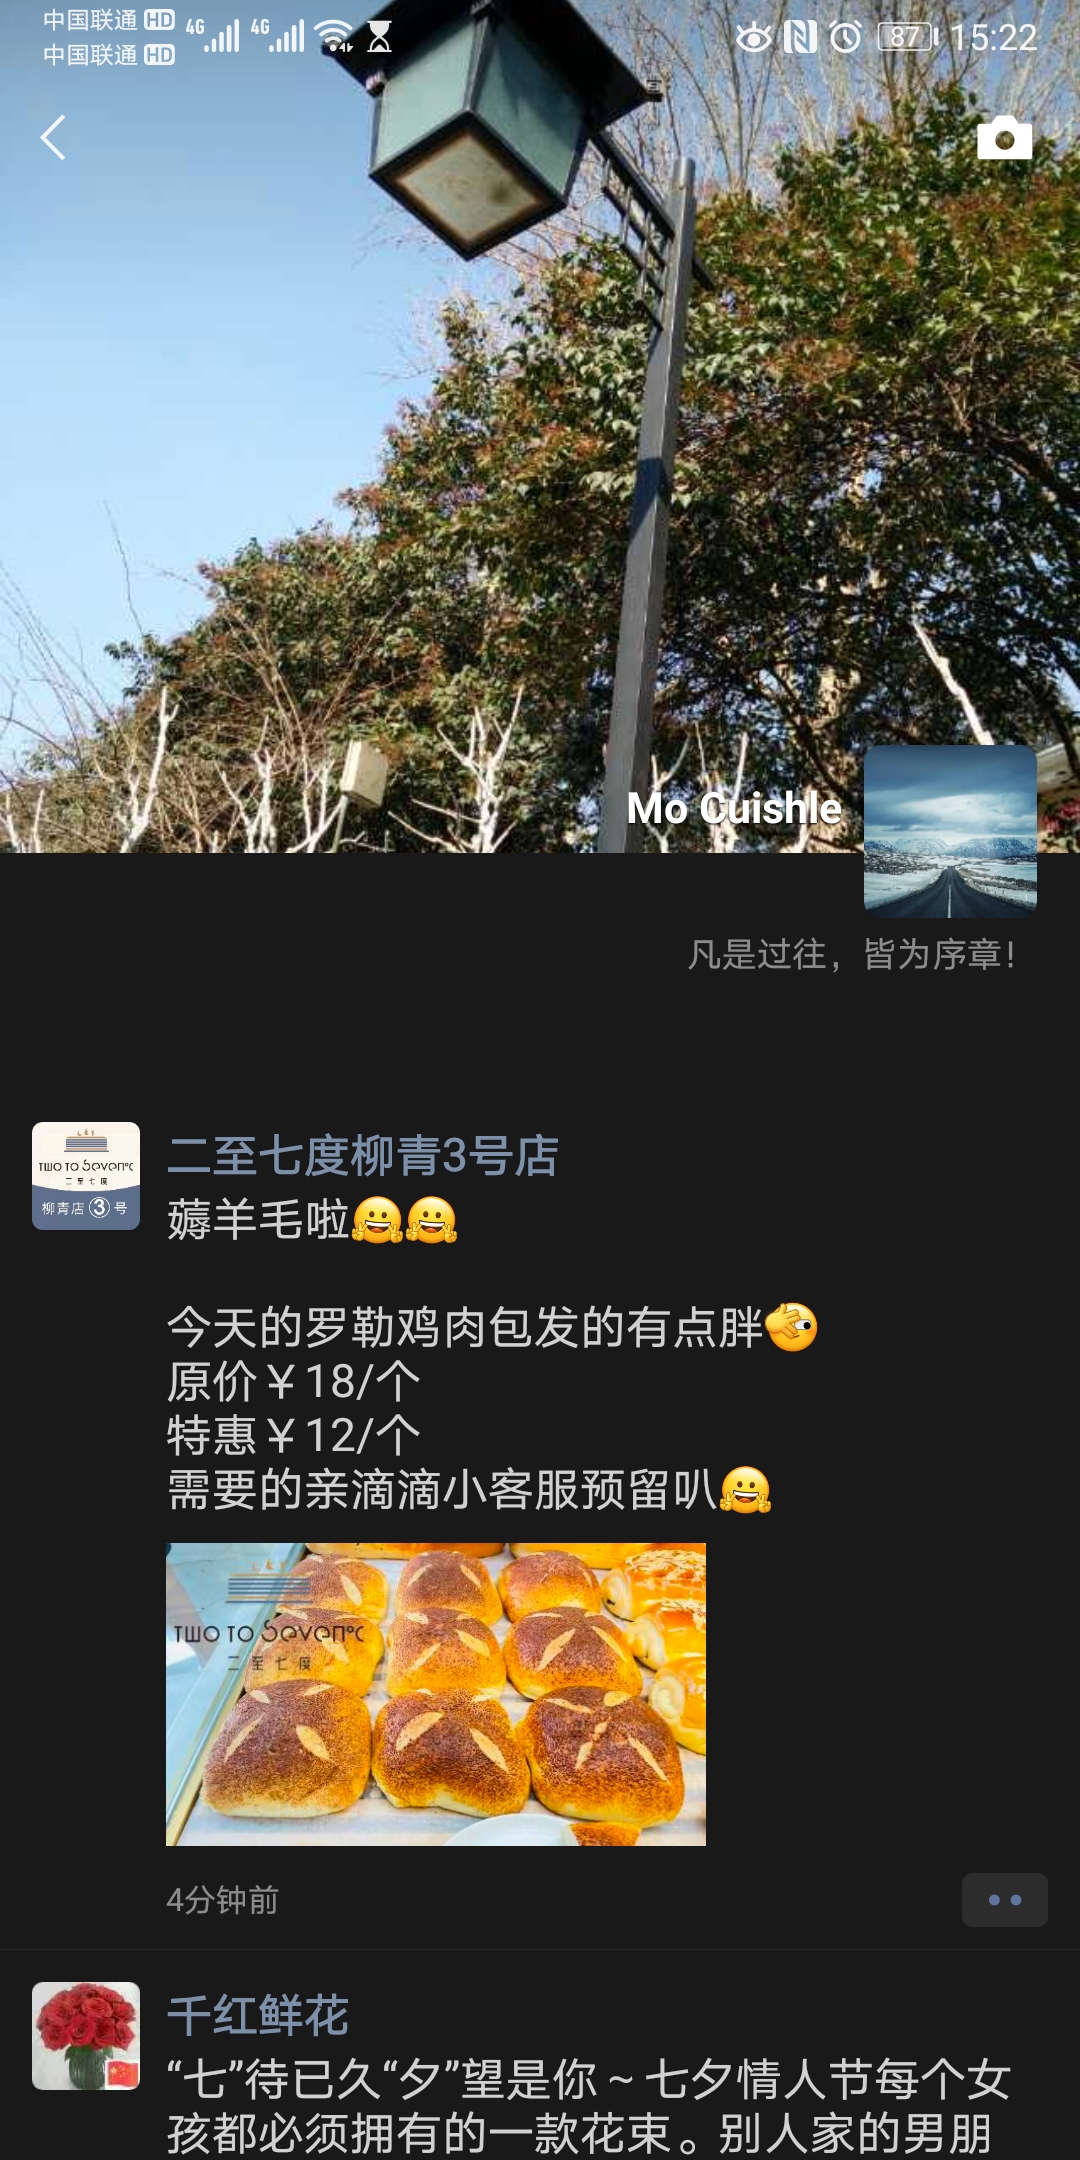 中国联通 HD 4G 4G 87 15:22
中国联通 HD
Mo Cuishle
凡是过往，皆为序章!
二至七度柳青3号店
TWO TO Seven°C
二至七度
柳青店 3 号
薅羊毛啦🤗🤗
今天的罗勒鸡肉包发的有点胖
原价￥18/个
特惠￥12/个
需要的亲滴滴小客服预留叭🤗
TWO TO Seven°C
二至七度
4分钟前
千红鲜花
“七”待已久“夕”望是你 ~ 七夕情人节每个女
孩都必须拥有的一款花束。别人家的男朋